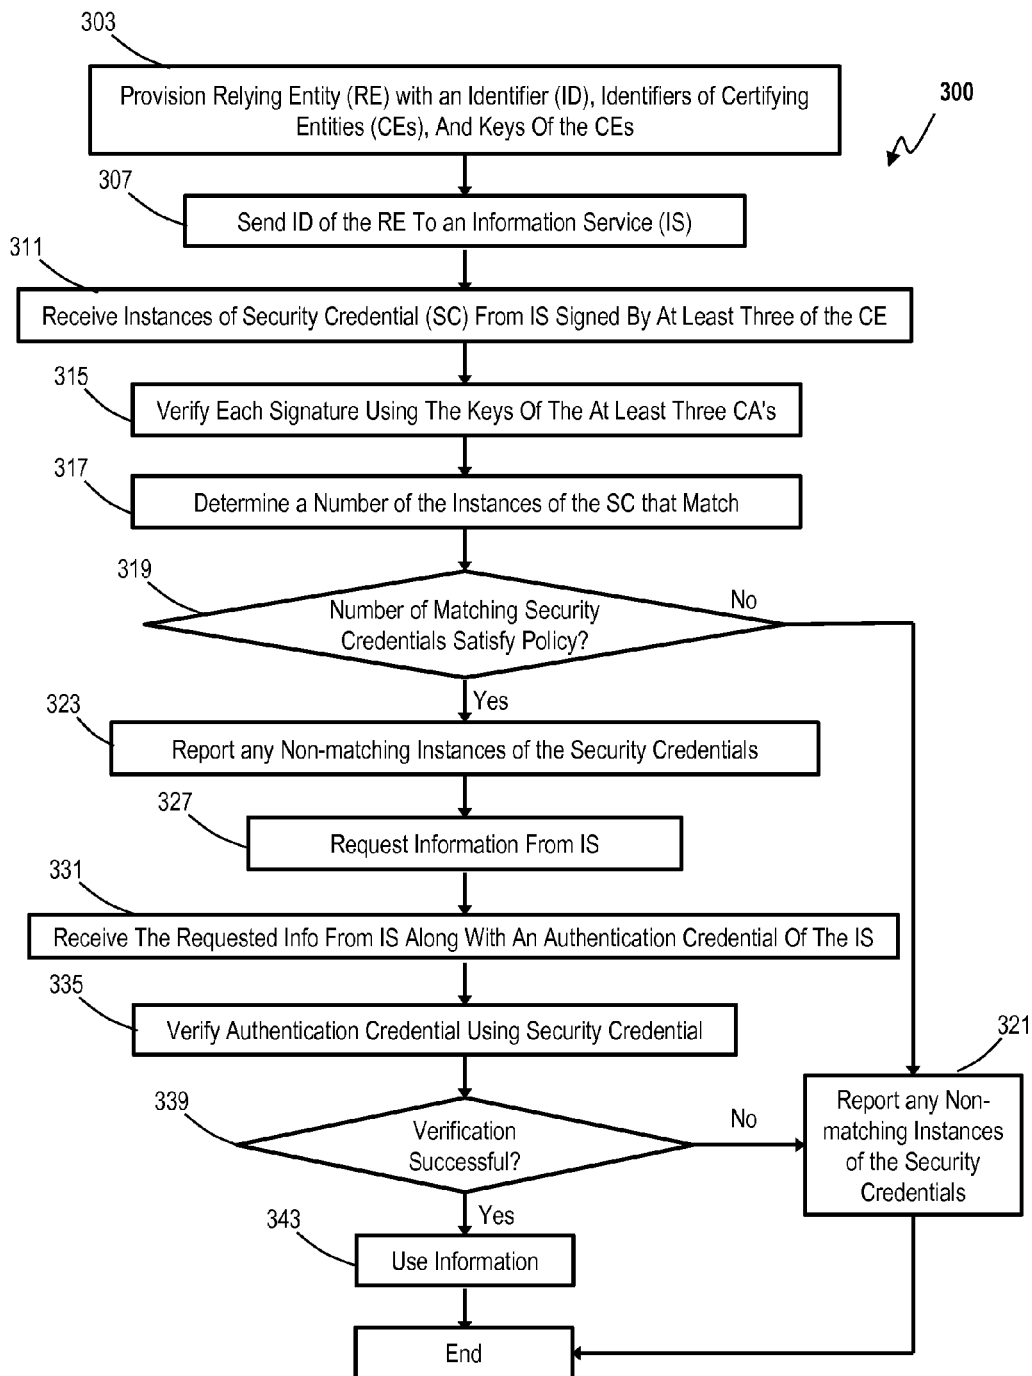 303
Provision Relying Entity (RE) with an Identifier (ID), Identifiers of Certifying
Entities (CEs), And Keys Of the CEs
300
307
Send ID of the RE To an Information Service (IS)
311
Receive Instances of Security Credential (SC) From IS Signed By At Least Three of the CE
315
Verify Each Signature Using The Keys Of The At Least Three CA's
317
Determine a Number of the Instances of the SC that Match
319
Number of Matching Security
Credentials Satisfy Policy?
No
Yes
323
Report any Non-matching Instances of the Security Credentials
327
Request Information From IS
331
Receive The Requested Info From IS Along With An Authentication Credential Of The IS
335
Verify Authentication Credential Using Security Credential
339
Verification
Successful?
No
321
Report any Non-
matching Instances
of the Security
Credentials
Yes
343
Use Information
End